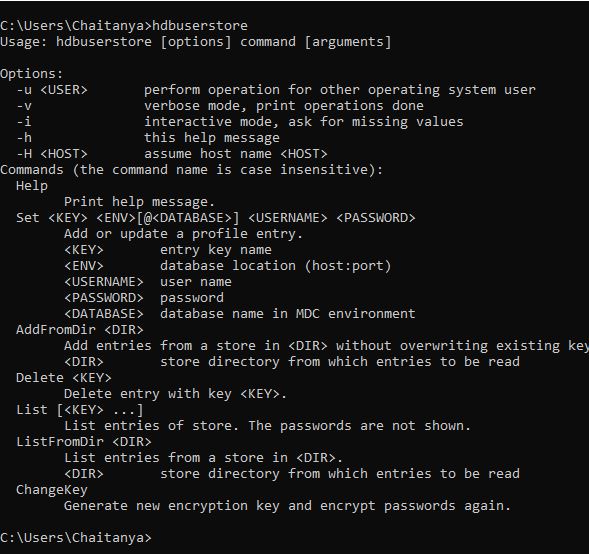 C:\Users\Chaitanya>hdbuserstore
Usage: hdbuserstore [options] command [arguments]
Options:
-u <USER> perform operation for other operating system user
-v verbose mode, print operations done
-i interactive mode, ask for missing values
-h this help message
-H <HOST> assume host name <HOST>
Commands (the command name is case insensitive):
Help
Print help message.
Set <KEY> <ENV>[@<DATABASE>] <USERNAME> <PASSWORD>
Add or update a profile entry.
<KEY> entry key name
<ENV> database location (host:port)
<USERNAME> user name
<PASSWORD> password
<DATABASE> database name in MDC environment
AddFromDir <DIR>
Add entries from a store in <DIR> without overwriting existing key
<DIR> store directory from which entries to be read
Delete <KEY>
Delete entry with key <KEY>.
List [<KEY> ...]
List entries of store. The passwords are not shown.
ListFromDir <DIR>
List entries from a store in <DIR>.
<DIR> store directory from which entries to be read
ChangeKey
Generate new encryption key and encrypt passwords again.
C:\Users\Chaitanya>